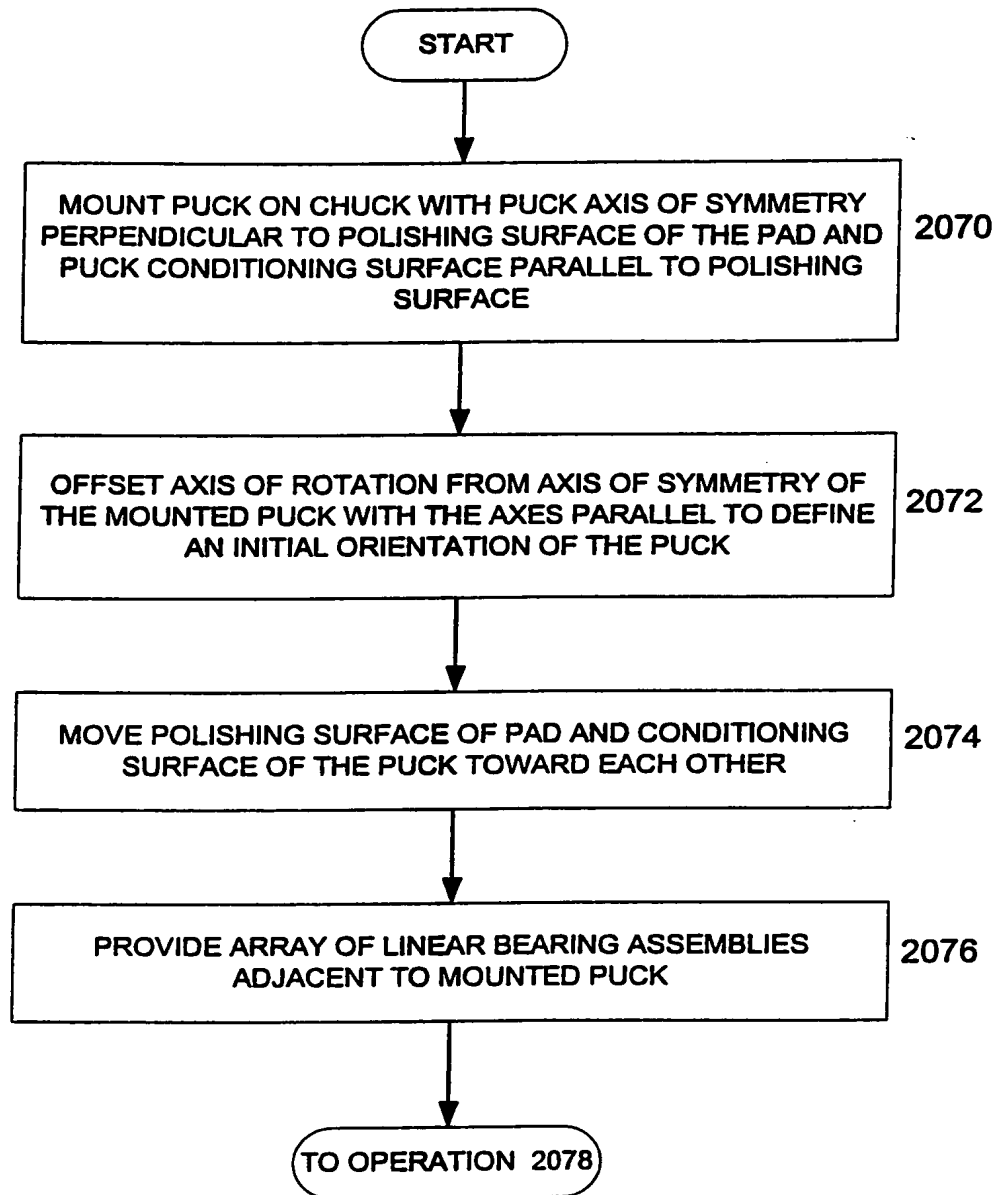 START
MOUNT PUCK ON CHUCK WITH PUCK AXIS OF SYMMETRY
PERPENDICULAR TO POLISHING SURFACE OF THE PAD AND
PUCK CONDITIONING SURFACE PARALLEL TO POLISHING
SURFACE
2070
OFFSET AXIS OF ROTATION FROM AXIS OF SYMMETRY OF
THE MOUNTED PUCK WITH THE AXES PARALLEL TO DEFINE
AN INITIAL ORIENTATION OF THE PUCK
2072
MOVE POLISHING SURFACE OF PAD AND CONDITIONING
SURFACE OF THE PUCK TOWARD EACH OTHER
2074
PROVIDE ARRAY OF LINEAR BEARING ASSEMBLIES
ADJACENT TO MOUNTED PUCK
2076
TO OPERATION 2078